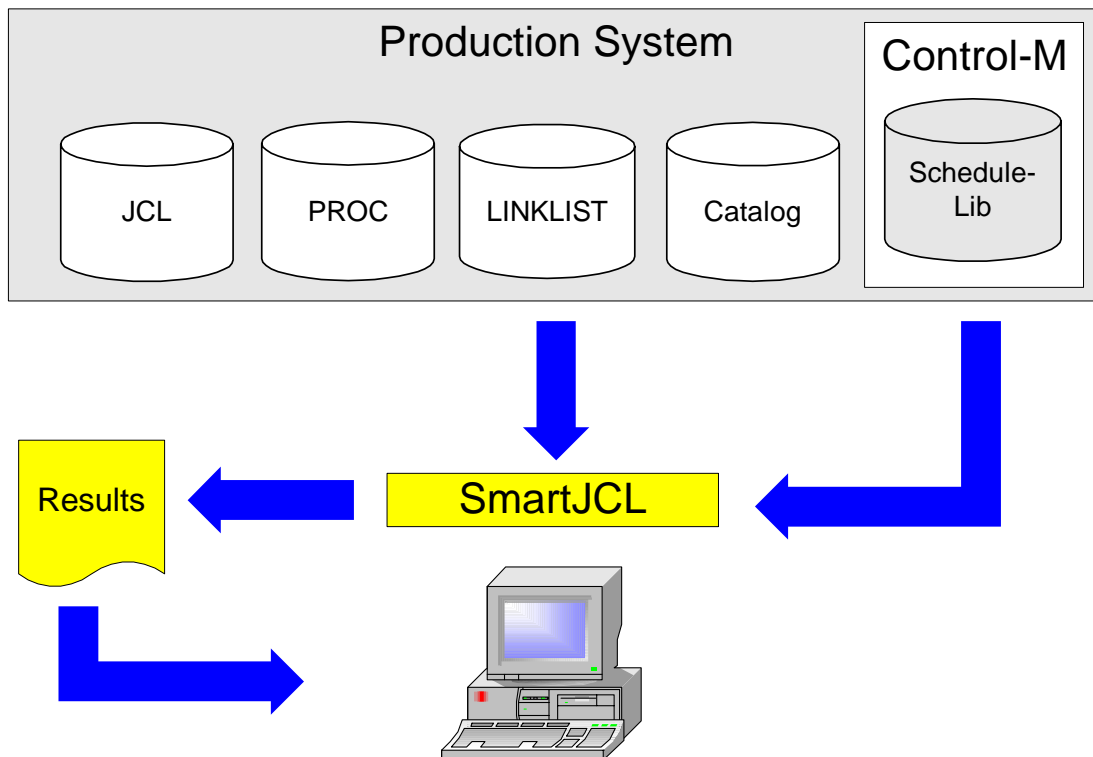 Production System
Control-M
JCL
PROC
LINKLIST
Catalog
Schedule-
Lib
Results
SmartJCL